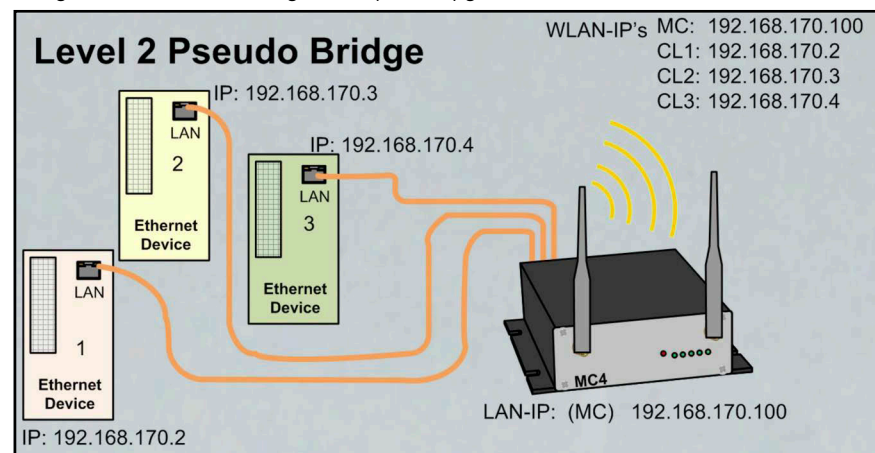 Level 2 Pseudo Bridge
WLAN-IP's MC: 192.168.170.100
CL1: 192.168.170.2
CL2: 192.168.170.3
CL3: 192.168.170.4
IP: 192.168.170.3
LAN
2
Ethernet
Device
IP: 192.168.170.4
LAN
3
Ethernet
Device
LAN
1
Ethernet
Device
IP: 192.168.170.2
MC4
LAN-IP: (MC) 192.168.170.100